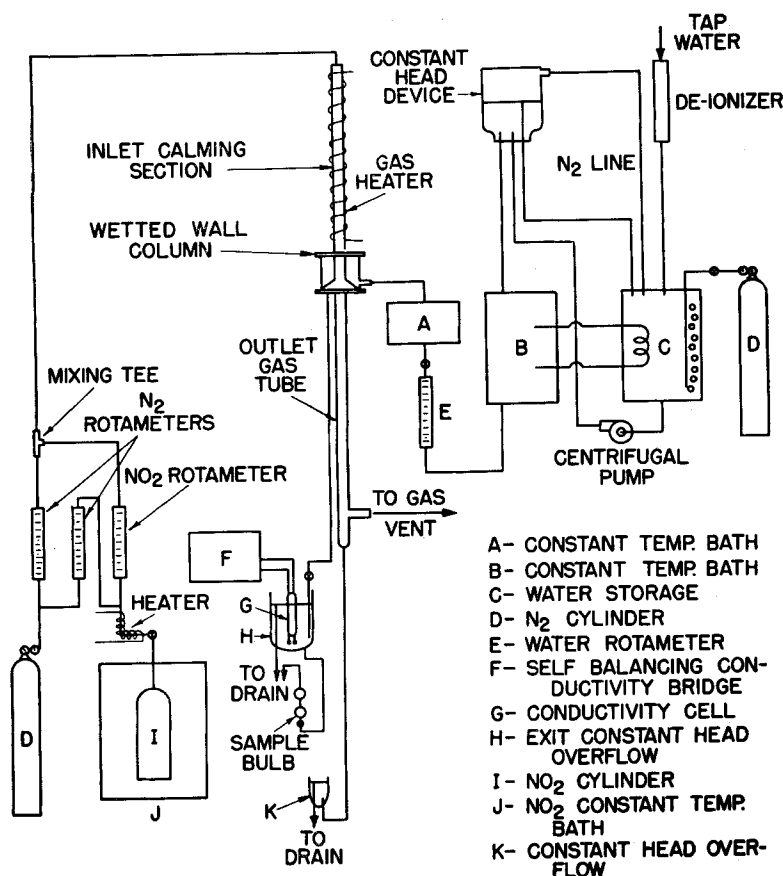 TAP
WATER
CONSTANT
HEAD
DEVICE
DE-IONIZER
INLET CALMING
SECTION
GAS
HEATER
N2 LINE
WETTED WALL
COLUMN
A
B
C
D
OUTLET
GAS
TUBE
E
MIXING TEE
N2
ROTAMETERS
CENTRIFUGAL
PUMP
NO2 ROTAMETER
TO GAS
VENT
F
HEATER
G
H
D
I
TO
DRAIN
SAMPLE
BULB
J
K
TO
DRAIN
A- CONSTANT TEMP. BATH
B- CONSTANT TEMP. BATH
C- WATER STORAGE
D- N2 CYLINDER
E- WATER ROTAMETER
F- SELF BALANCING CON-
DUCTIVITY BRIDGE
G- CONDUCTIVITY CELL
H- EXIT CONSTANT HEAD
OVERFLOW
I- NO2 CYLINDER
J- NO2 CONSTANT TEMP.
BATH
K- CONSTANT HEAD OVER-
FLOW